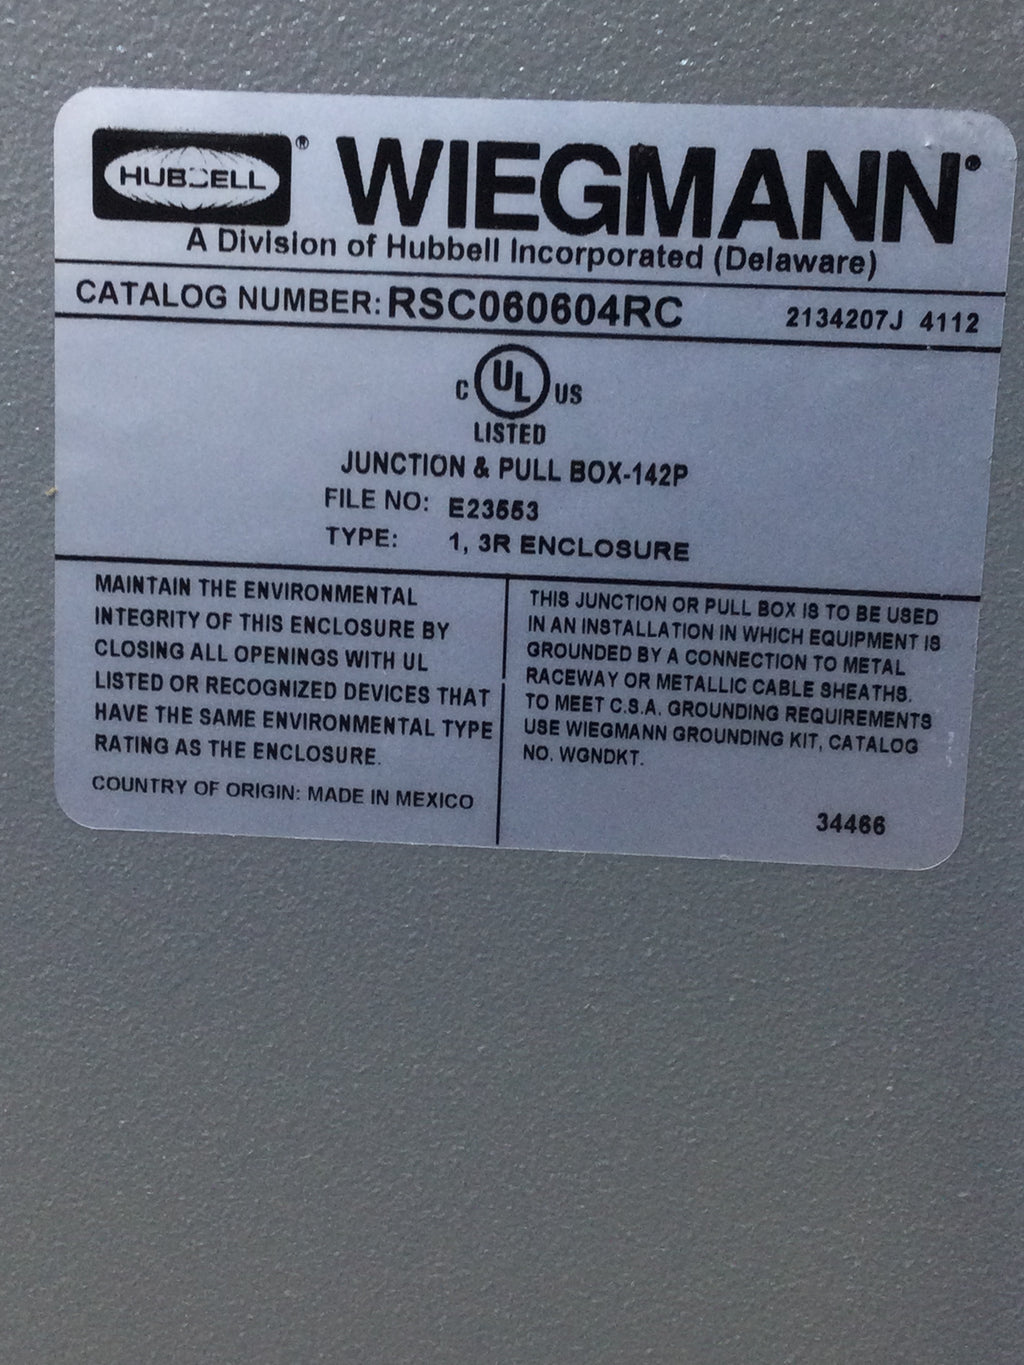 HUBBELL® WIEGMANN®
A Division of Hubbell Incorporated (Delaware)
CATALOG NUMBER: RSC060604RC 2134207J 4112
C UL US
LISTED
JUNCTION & PULL BOX-142P
FILE NO: E23553
TYPE: 1, 3R ENCLOSURE
MAINTAIN THE ENVIRONMENTAL
INTEGRITY OF THIS ENCLOSURE BY
CLOSING ALL OPENINGS WITH UL
LISTED OR RECOGNIZED DEVICES THAT
HAVE THE SAME ENVIRONMENTAL TYPE
RATING AS THE ENCLOSURE.
COUNTRY OF ORIGIN: MADE IN MEXICO
THIS JUNCTION OR PULL BOX IS TO BE USED
IN AN INSTALLATION IN WHICH EQUIPMENT IS
GROUNDED BY A CONNECTION TO METAL
RACEWAY OR METALLIC CABLE SHEATHS.
TO MEET C.S.A. GROUNDING REQUIREMENTS
USE WIEGMANN GROUNDING KIT, CATALOG
NO. WGNDKT.
34466